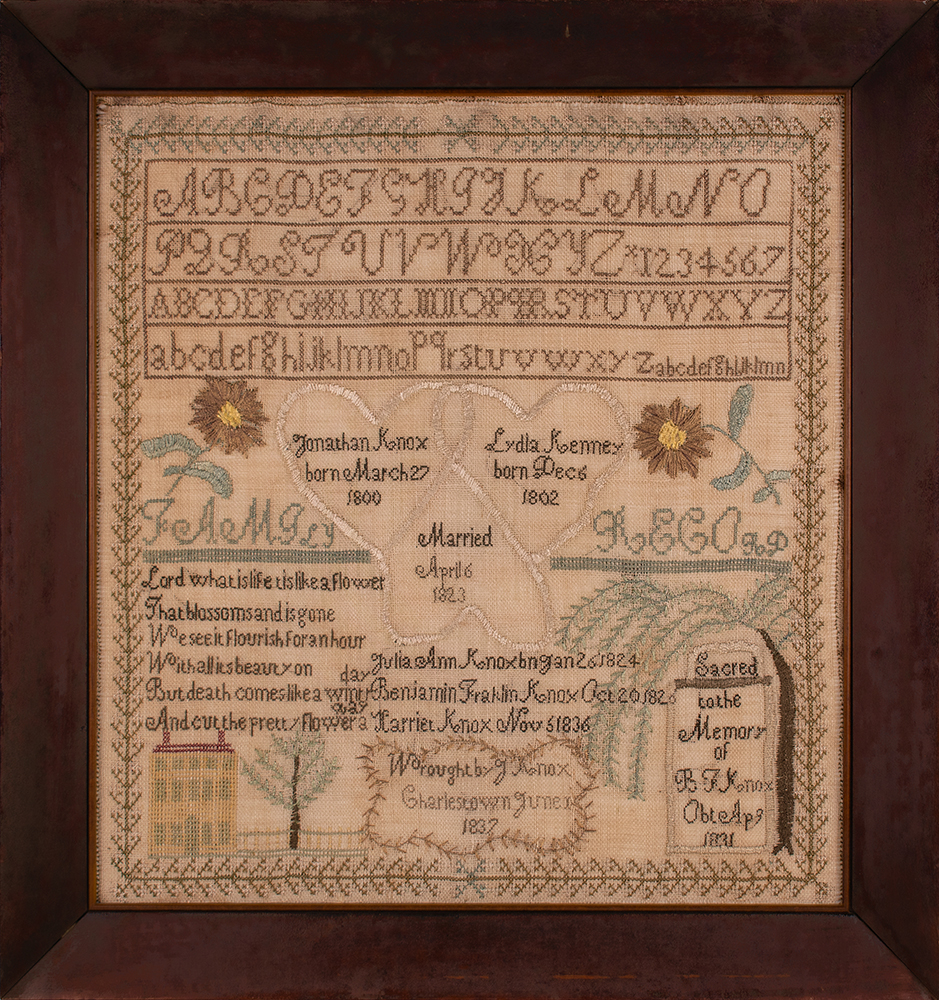 ABCDEFGHIJKLMNO
PQRSTUVWXYZ 1234567
ABCDEFGHIJKLMNOPQRSTUVWXYZ
abcdefghijklmnopqrstuvwxyz abcdefghijklmn
Jonathan Knox
born March 27
1800
Lydia Kenney
born Dec 6
1802
FAMILY
RECORD
Married
April 6
1823
Lord what is life tis like a flower
That blossoms and is gone
We see it flourish for an hour
With all its beauty on
But death comes like a wintry day
And cut the pretty flower away
Julia Ann Knox bn Jan 26 1824
Benjamin Fraklin Knox Oct 20 1826
Harriet Knox Nov 5 1836
Sacred
to the
Memory
of
B F Knox
Obt Ap 9
1831
Wrought by J Knox
Charlestown June 1
1837